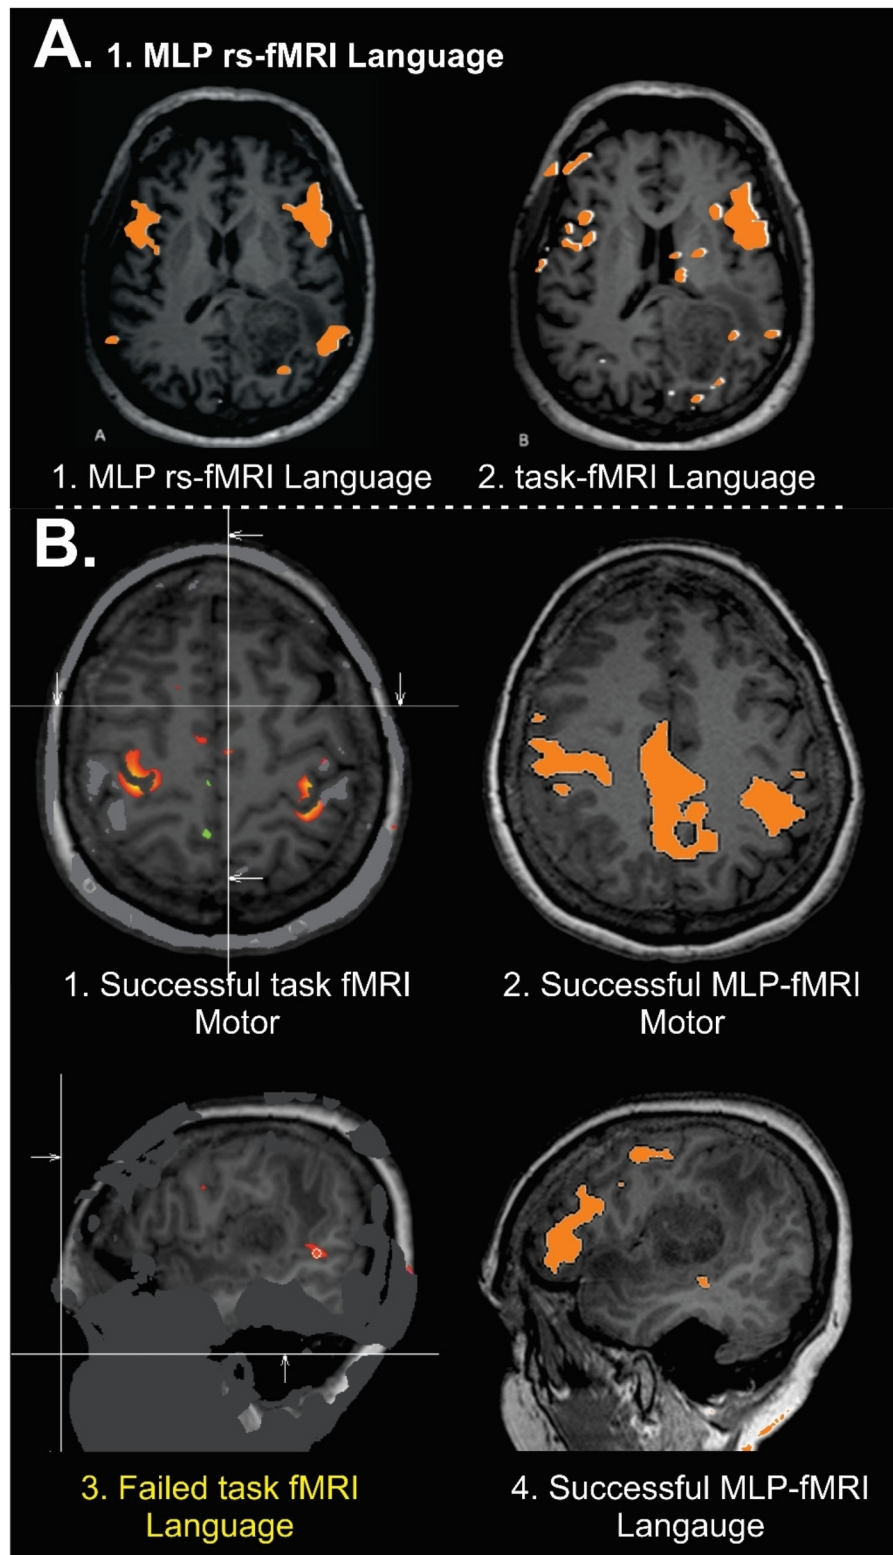 A. 1. MLP rs-fMRI Language
A
B
1. MLP rs-fMRI Language
2. task-fMRI Language
B.
1. Successful task fMRI
Motor
2. Successful MLP-fMRI
Motor
3. Failed task fMRI
Language
4. Successful MLP-fMRI
Langauge